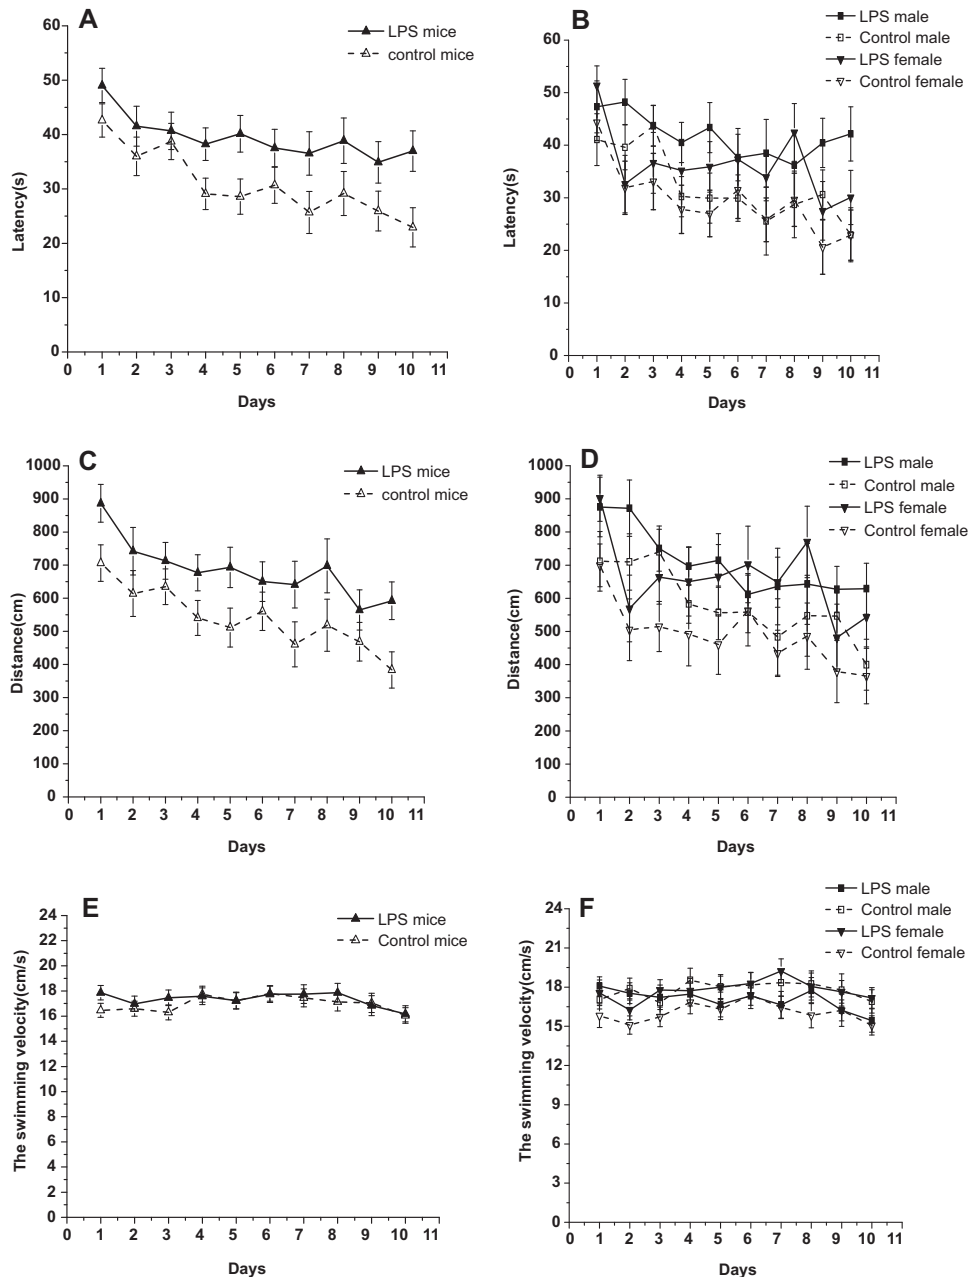 A
LPS mice
control mice
60
50
40
30
20
10
0
Latency(s)
0 1 2 3 4 5 6 7 8 9 10 11
Days
B
LPS male
Control male
LPS female
Control female
60
50
40
30
20
10
0
Latency(s)
0 1 2 3 4 5 6 7 8 9 10 11
Days
C
LPS mice
control mice
1000
900
800
700
600
500
400
300
200
100
0
Distance(cm)
0 1 2 3 4 5 6 7 8 9 10 11
Days
D
LPS male
Control male
LPS female
Control female
1000
900
800
700
600
500
400
300
200
100
0
Distance(cm)
0 1 2 3 4 5 6 7 8 9 10 11
Days
E
LPS mice
Control mice
24
22
20
18
16
14
12
10
8
6
4
2
0
The swimming velocity(cm/s)
0 1 2 3 4 5 6 7 8 9 10 11
Days
F
LPS male
Control male
LPS female
Control female
24
21
18
15
12
9
6
3
0
The swimming velocity(cm/s)
0 1 2 3 4 5 6 7 8 9 10 11
Days